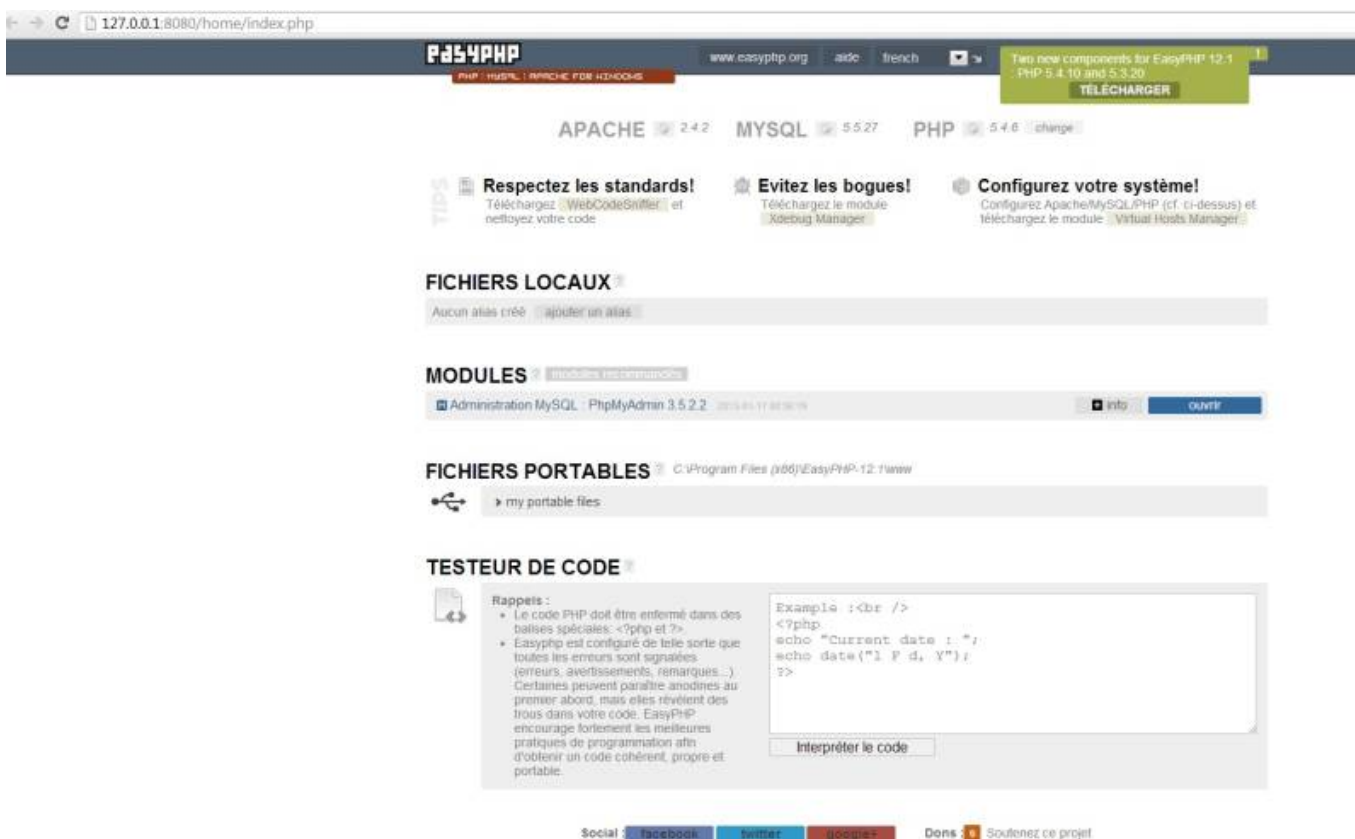 127.0.0.1:8080/home/index.php
easyPHP
PHP : MYSQL : APACHE FOR WINDOWS
www.easyphp.org aide french
Two new components for EasyPHP 12.1 : PHP 5.4.10 and 5.3.20
TÉLÉCHARGER
!
APACHE 2.4.2 MYSQL 5.5.27 PHP 5.4.6 change
TIPS
Respectez les standards!
Téléchargez WebCodeSniffer et
nettoyez votre code
Evitez les bogues!
Téléchargez le module
Xdebug Manager
Configurez votre système!
Configurez Apache/MySQL/PHP (cf. ci-dessus) et
téléchargez le module Virtual Hosts Manager
FICHIERS LOCAUX ?
Aucun alias créé ajouter un alias
MODULES ? modules recommandés
Administration MySQL : PhpMyAdmin 3.5.2.2
info ouvrir
FICHIERS PORTABLES ? C:\Program Files (x86)\EasyPHP-12.1\www
my portable files
TESTEUR DE CODE ?
Rappels :
• Le code PHP doit être enfermé dans des
balises spéciales: <?php et ?>
• Easyphp est configuré de telle sorte que
toutes les erreurs sont signalées
(erreurs, avertissements, remarques...)
Certaines peuvent paraître anodines au
premier abord, mais elles révèlent des
trous dans votre code. EasyPHP
encourage fortement les meilleures
pratiques de programmation afin
d'obtenir un code cohérent, propre et
portable.
Example :<br />
<?php
echo "Current date : ";
echo date("l F d, Y");
?>
Interpréter le code
Social : facebook twitter google+ Dons : $ Soutenez ce projet